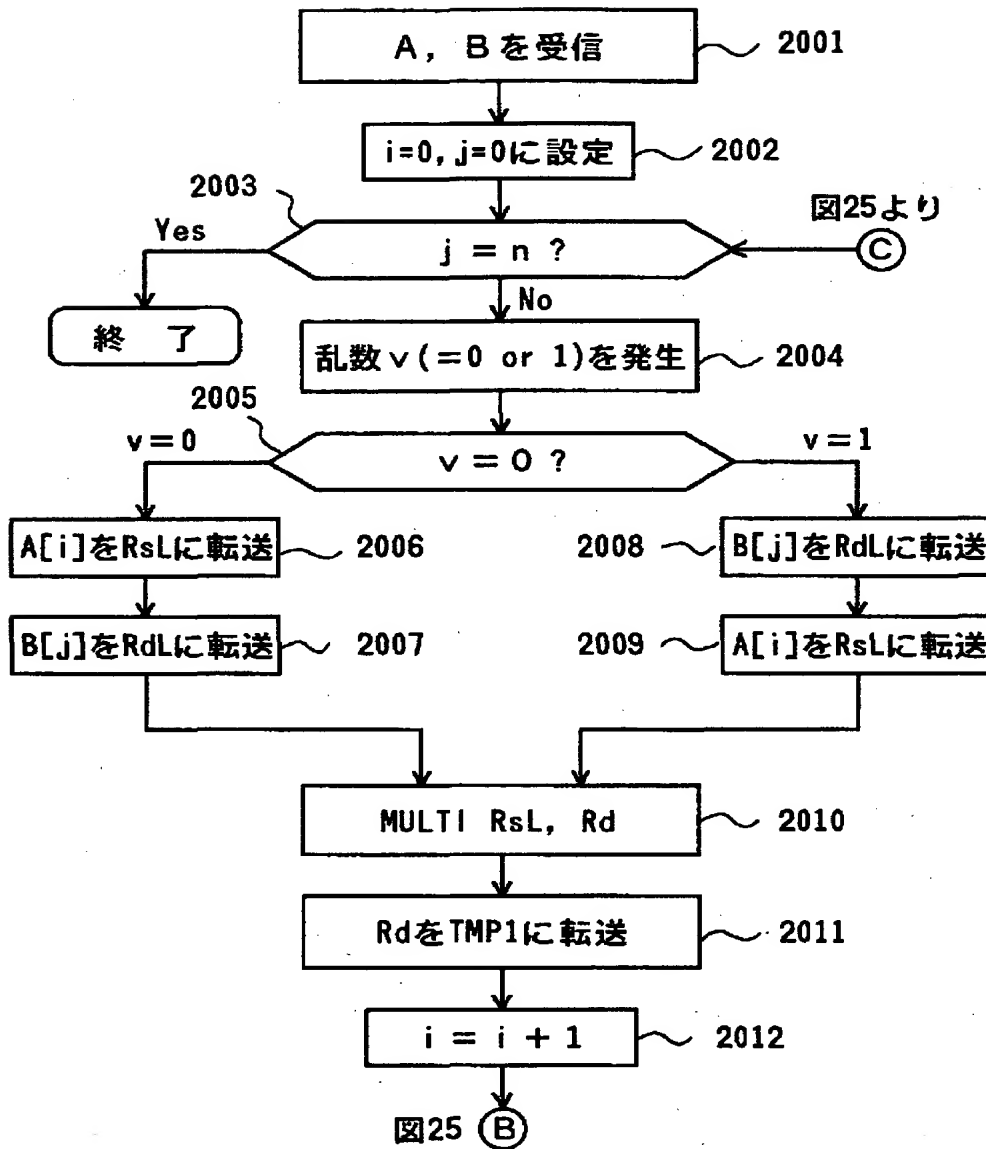 A, Bを受信
2001
i=0, j=0に設定
2002
2003
図25より
Yes
j = n ?
C
No
終 了
乱数v(=0 or 1)を発生
2004
2005
v=0
v = 0 ?
v=1
A[i]をRsLに転送
2006
2008
B[j]をRdLに転送
B[j]をRdLに転送
2007
2009
A[i]をRsLに転送
MULTI RsL, Rd
2010
RdをTMP1に転送
2011
i = i + 1
2012
図25 B